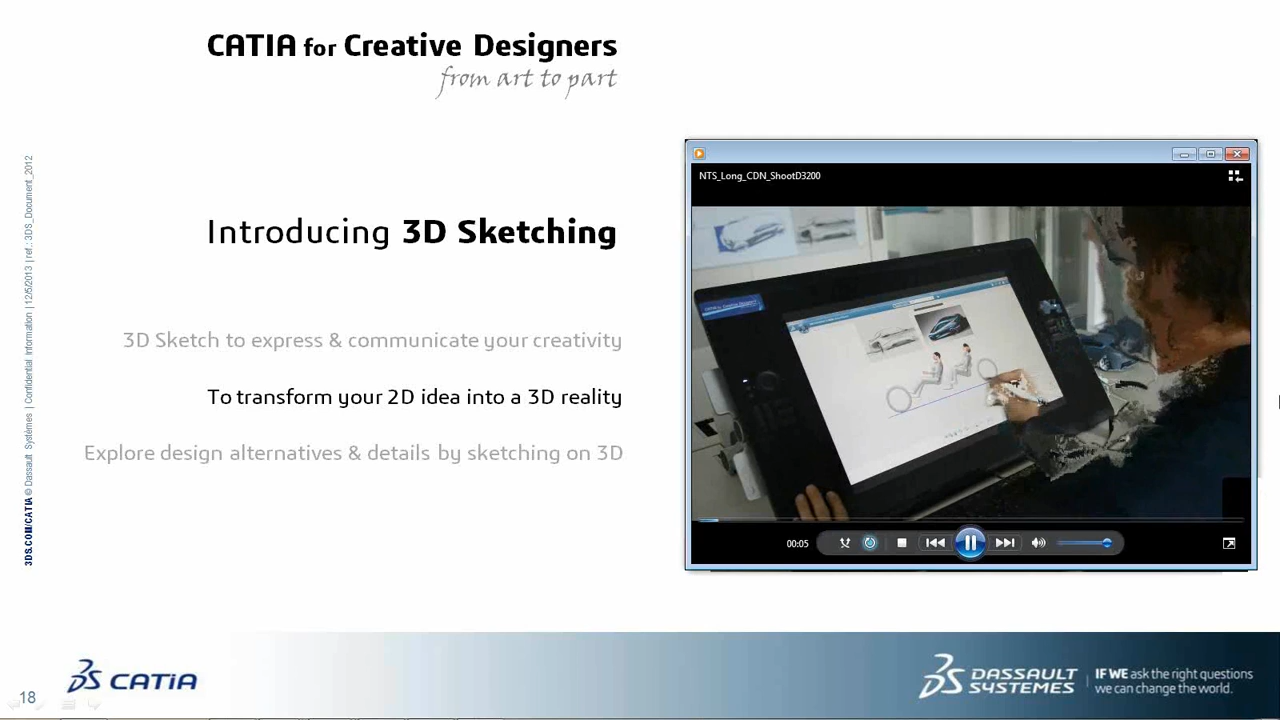 CATIA for Creative Designers
from art to part
Introducing 3D Sketching
3D Sketch to express & communicate your creativity
To transform your 2D idea into a 3D reality
Explore design alternatives & details by sketching on 3D
3DS.COM/CATIA © Dassault Systèmes | Confidential Information | 12/5/2013 | ref.: 3DS_Document_2012
NTS_Long_CDN_ShootD3200
00:05
18
CATIA
DASSAULT
SYSTEMES
IF WE ask the right questions
we can change the world.